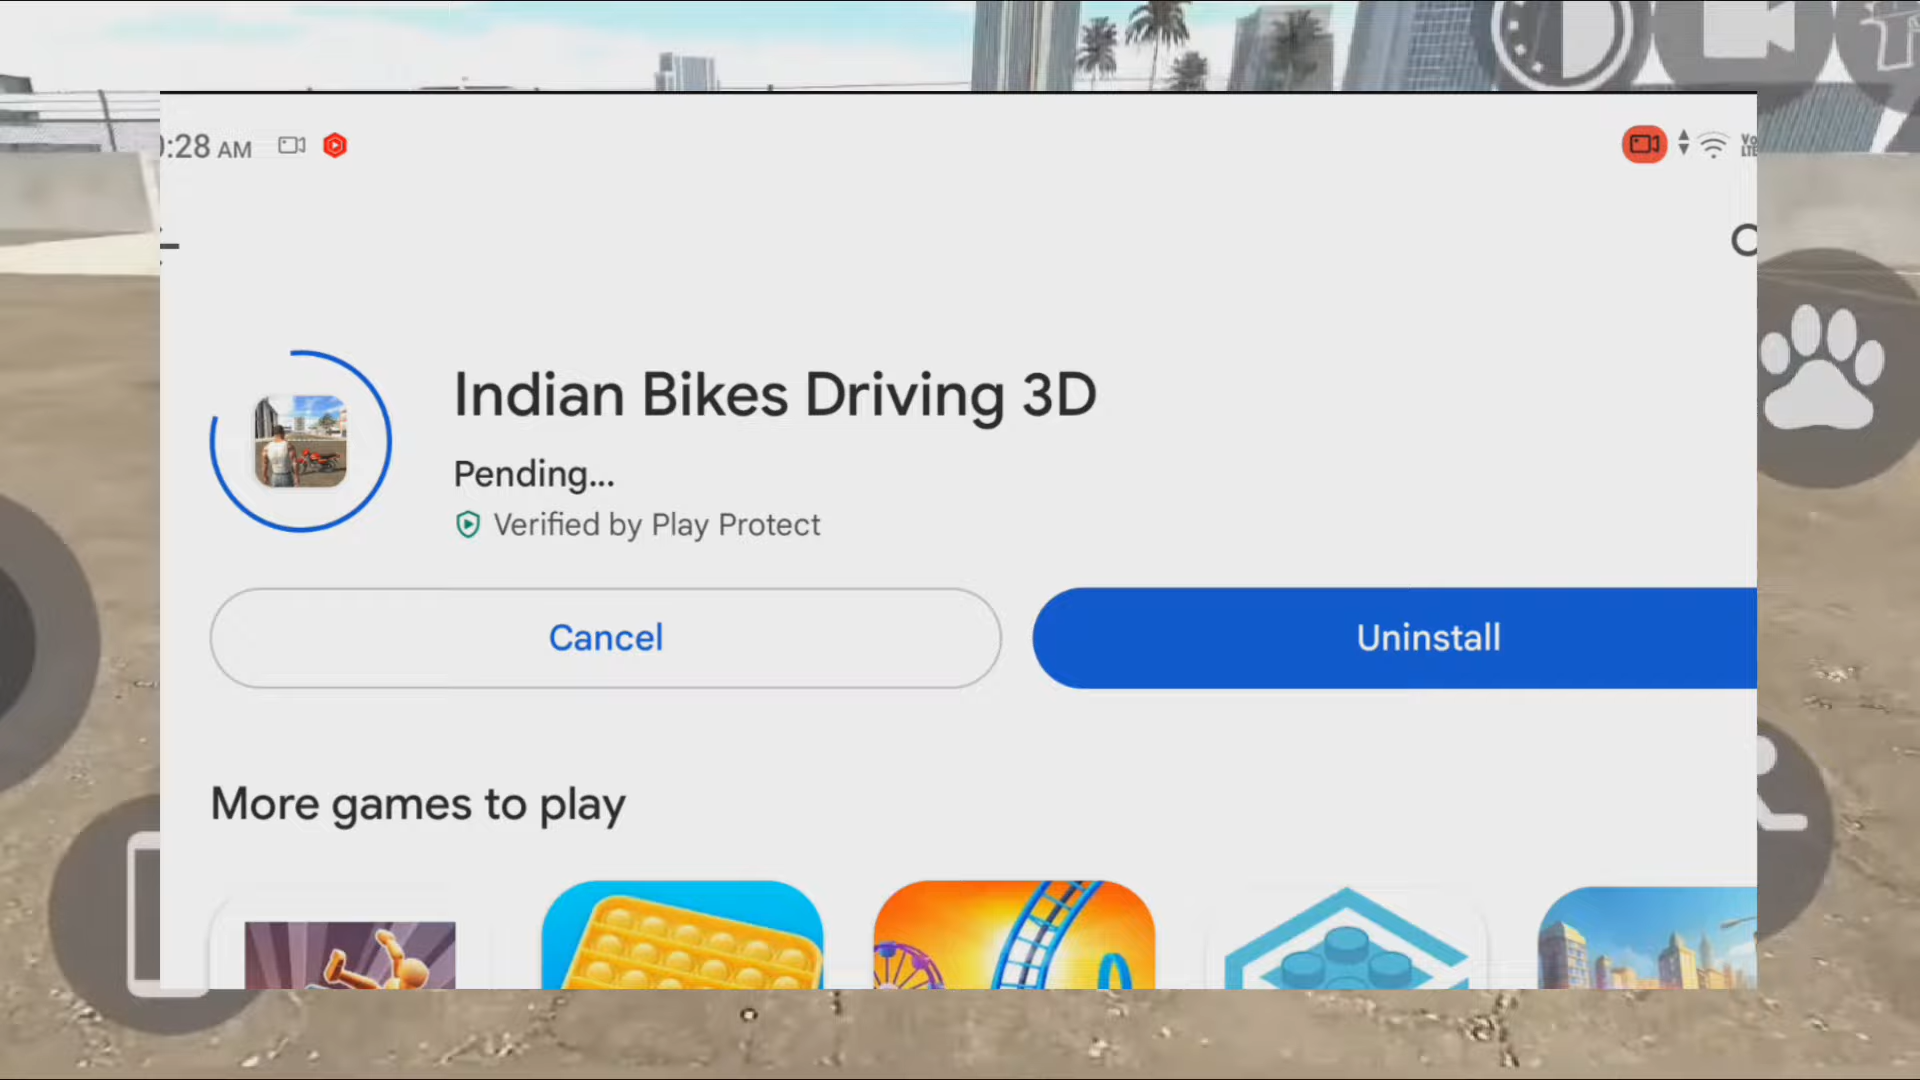 :28 AM
Indian Bikes Driving 3D
Pending...
Verified by Play Protect
Cancel
Uninstall
More games to play